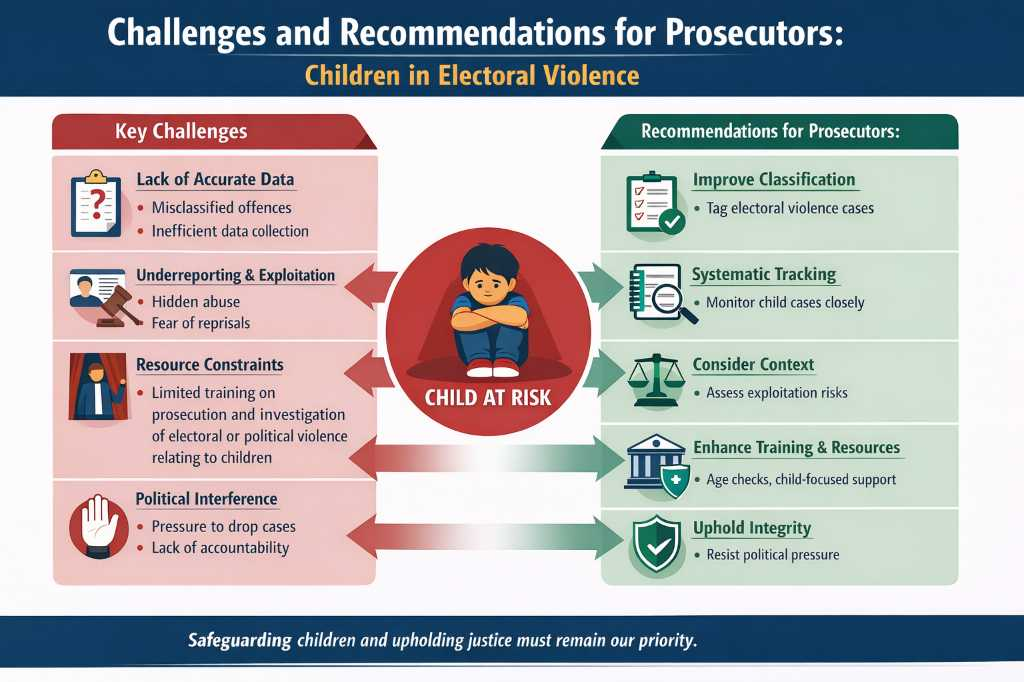 Challenges and Recommendations for Prosecutors:
Children in Electoral Violence
Key Challenges
Lack of Accurate Data
• Misclassified offences
• Inefficient data collection
Underreporting & Exploitation
• Hidden abuse
• Fear of reprisals
Resource Constraints
• Limited training on
prosecution and investigation
of electoral or political violence
relating to children
Political Interference
• Pressure to drop cases
• Lack of accountability
?
CHILD AT RISK
Recommendations for Prosecutors:
Improve Classification
• Tag electoral violence cases
Systematic Tracking
• Monitor child cases closely
Consider Context
• Assess exploitation risks
Enhance Training & Resources
• Age checks, child-focused support
Uphold Integrity
• Resist political pressure
Safeguarding children and upholding justice must remain our priority.